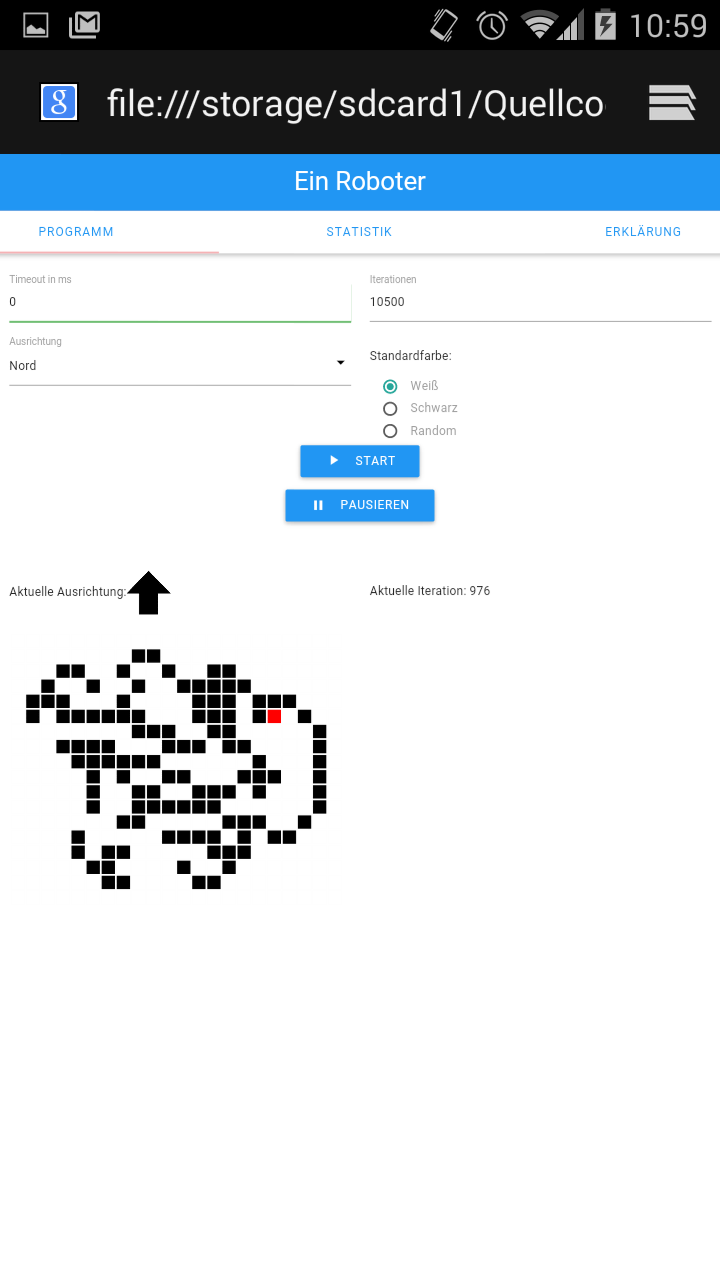 10:59
g
file:///storage/sdcard1/Quellco
Ein Roboter
PROGRAMM STATISTIK ERKLÄRUNG
Timeout in ms Iterationen
0 10500
Ausrichtung
Nord
Standardfarbe:
Weiß
Schwarz
Random
START
PAUSIEREN
Aktuelle Ausrichtung: Aktuelle Iteration: 976